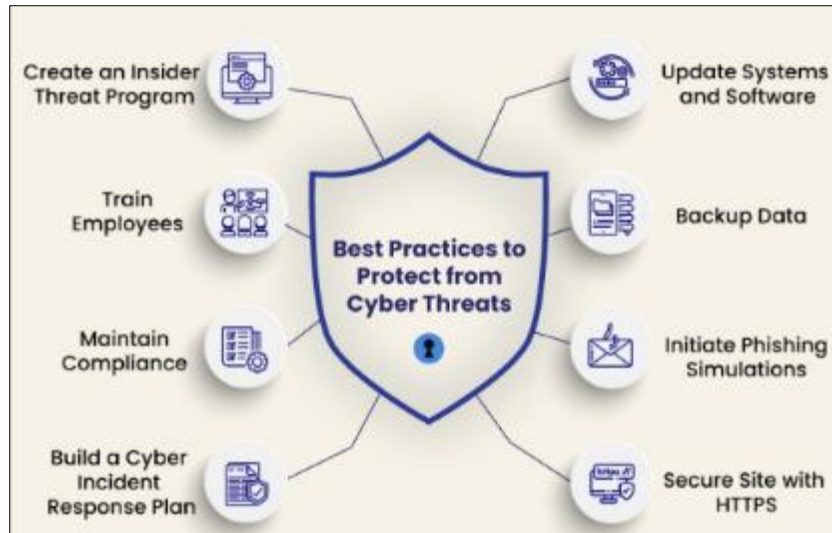 Create an Insider
Threat Program
Train
Employees
Maintain
Compliance
Build a Cyber
Incident
Response Plan
Best Practices to
Protect from
Cyber Threats
Update Systems
and Software
Backup Data
Initiate Phishing
Simulations
Secure Site with
HTTPS